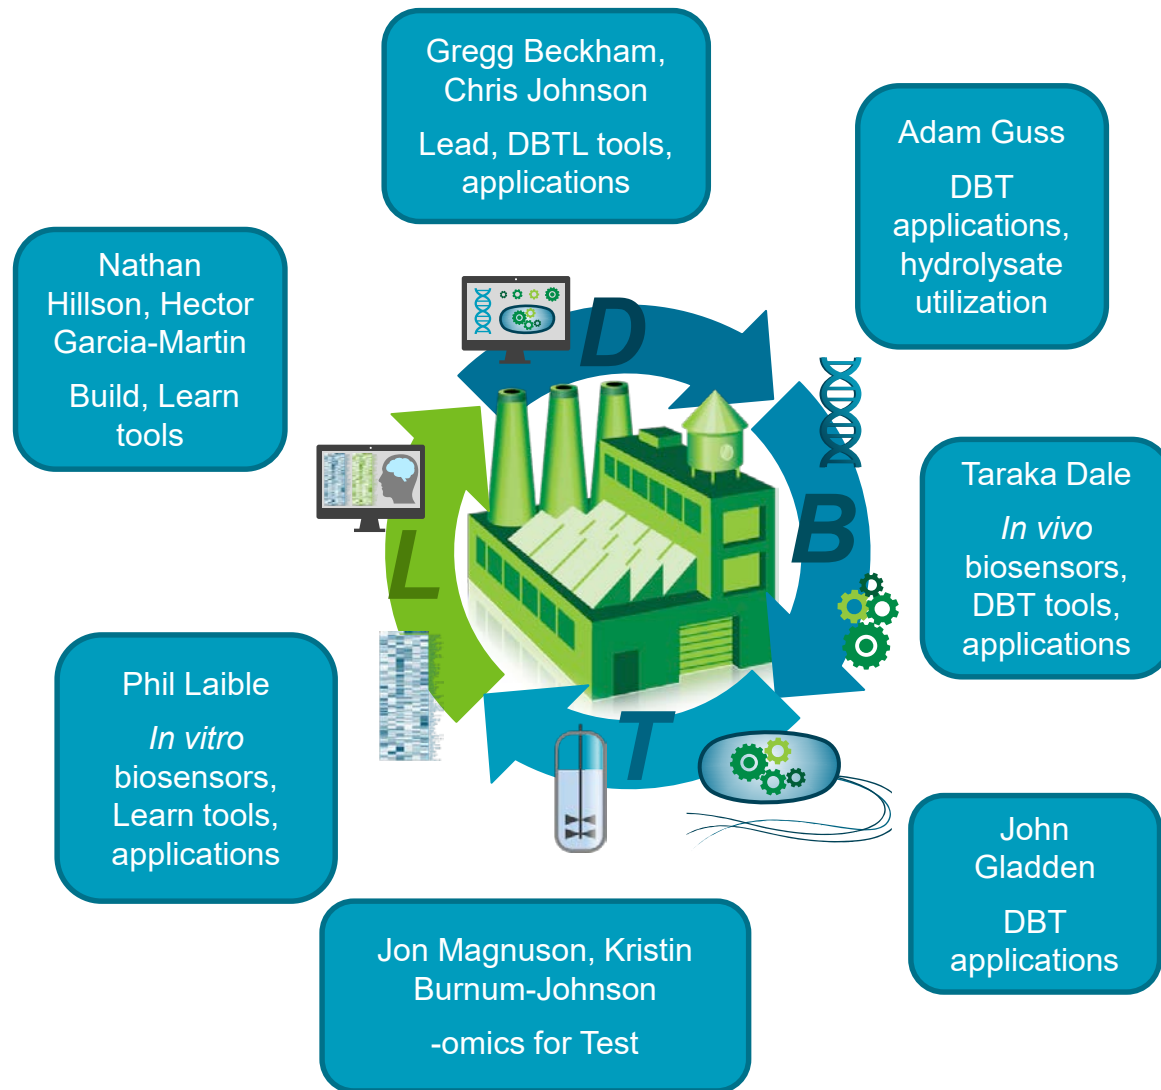 Gregg Beckham,
Chris Johnson
Lead, DBTL tools,
applications
Adam Guss
DBT
applications,
hydrolysate
utilization
Nathan
Hillson, Hector
Garcia-Martin
Build, Learn
tools
D
B
Taraka Dale
In vivo
biosensors,
DBT tools,
applications
L
Phil Laible
In vitro
biosensors,
Learn tools,
applications
T
John
Gladden
DBT
applications
Jon Magnuson, Kristin
Burnum-Johnson
-omics for Test